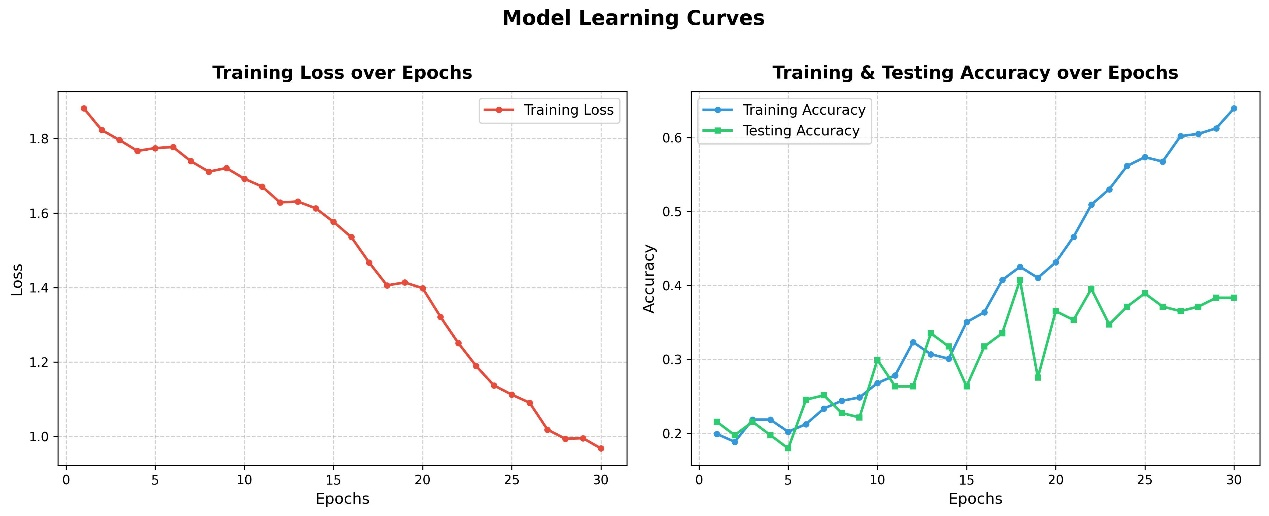 Model Learning Curves
Training Loss over Epochs
Training Loss
1.8
1.6
1.4
1.2
1.0
Loss
0 5 10 15 20 25 30
Epochs
Training & Testing Accuracy over Epochs
Training Accuracy
Testing Accuracy
0.6
0.5
0.4
0.3
0.2
Accuracy
0 5 10 15 20 25 30
Epochs